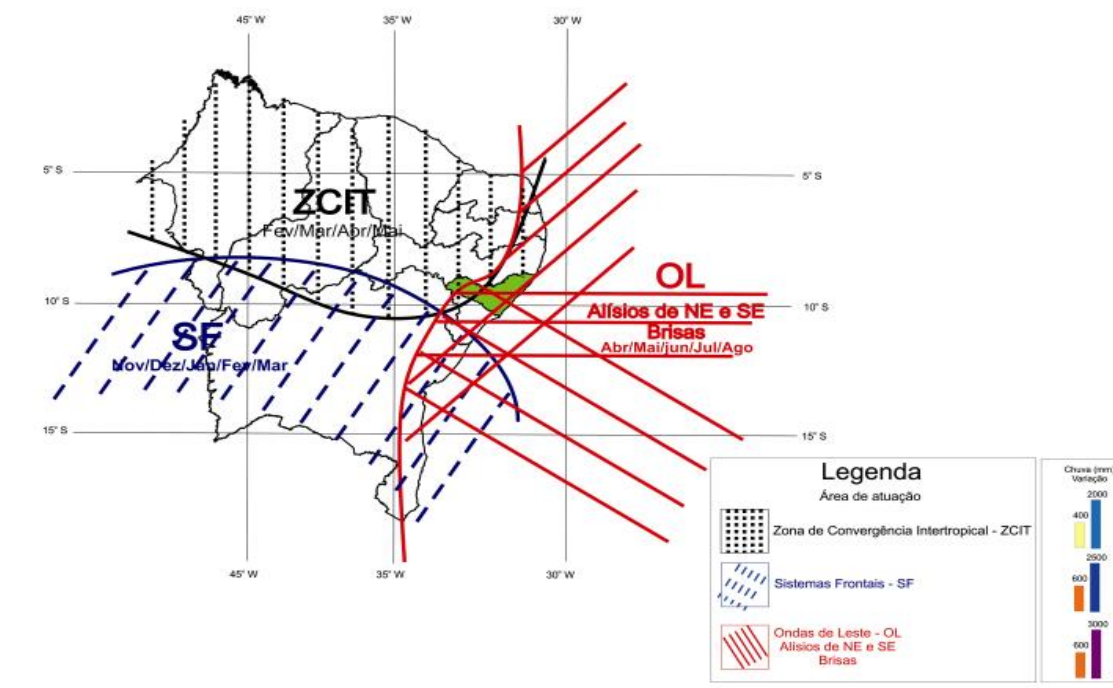 45° W
35° W
30° W
5° S
5° S
ZCIT
Fev/Mar/Abr/Mai
OL
10° S
10° S
Alísios de NE e SE
Brisas
Abr/Mai/jun/Jul/Ago
SF
Nov/Dez/Jan/Fev/Mar
15° S
15° S
45° W
35° W
30° W
Legenda
Área de atuação
Zona de Convergência Intertropical - ZCIT
Sistemas Frontais - SF
Ondas de Leste - OL
Alísios de NE e SE
Brisas
Chuva (mm)
Variação
2000
400
2500
600
3000
600